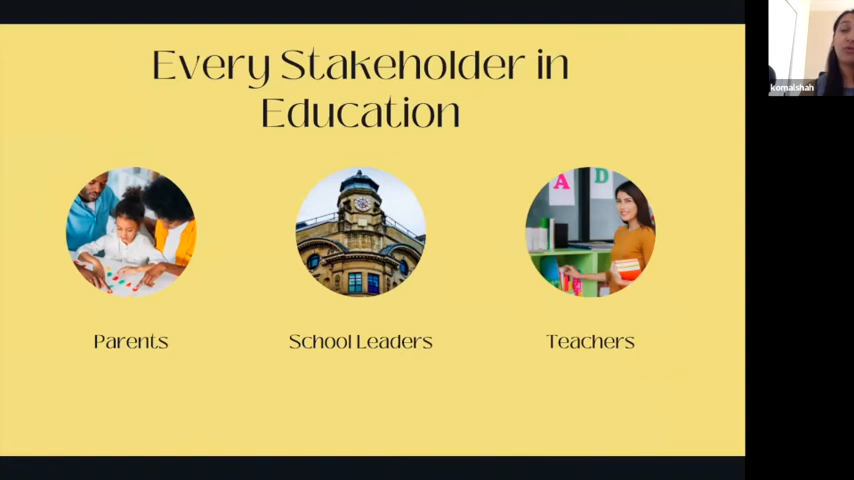 Every Stakeholder in
Education
A D
Parents
School Leaders
Teachers
komalshah